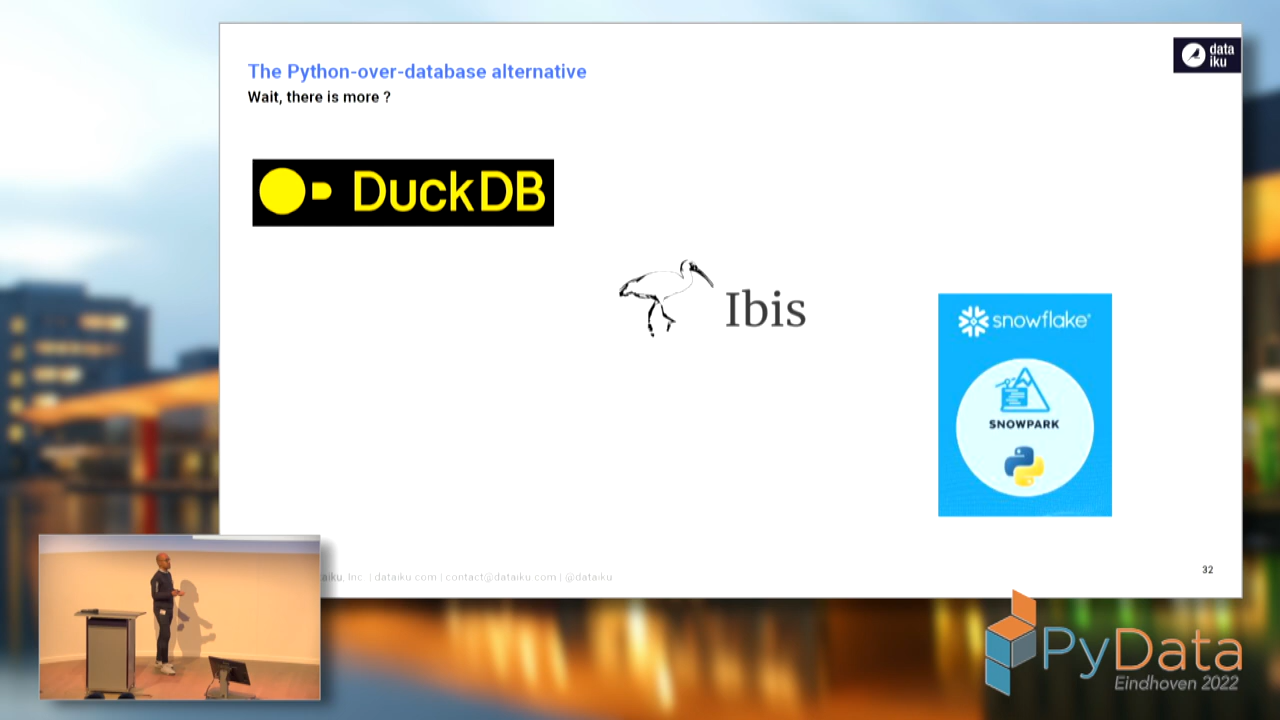 The Python-over-database alternative
data
iku
Wait, there is more ?
DuckDB
Ibis
snowflake®
SNOWPARK
Inc. | dataiku.com | contact@dataiku.com | @dataiku
32
PyData
Eindhoven 2022